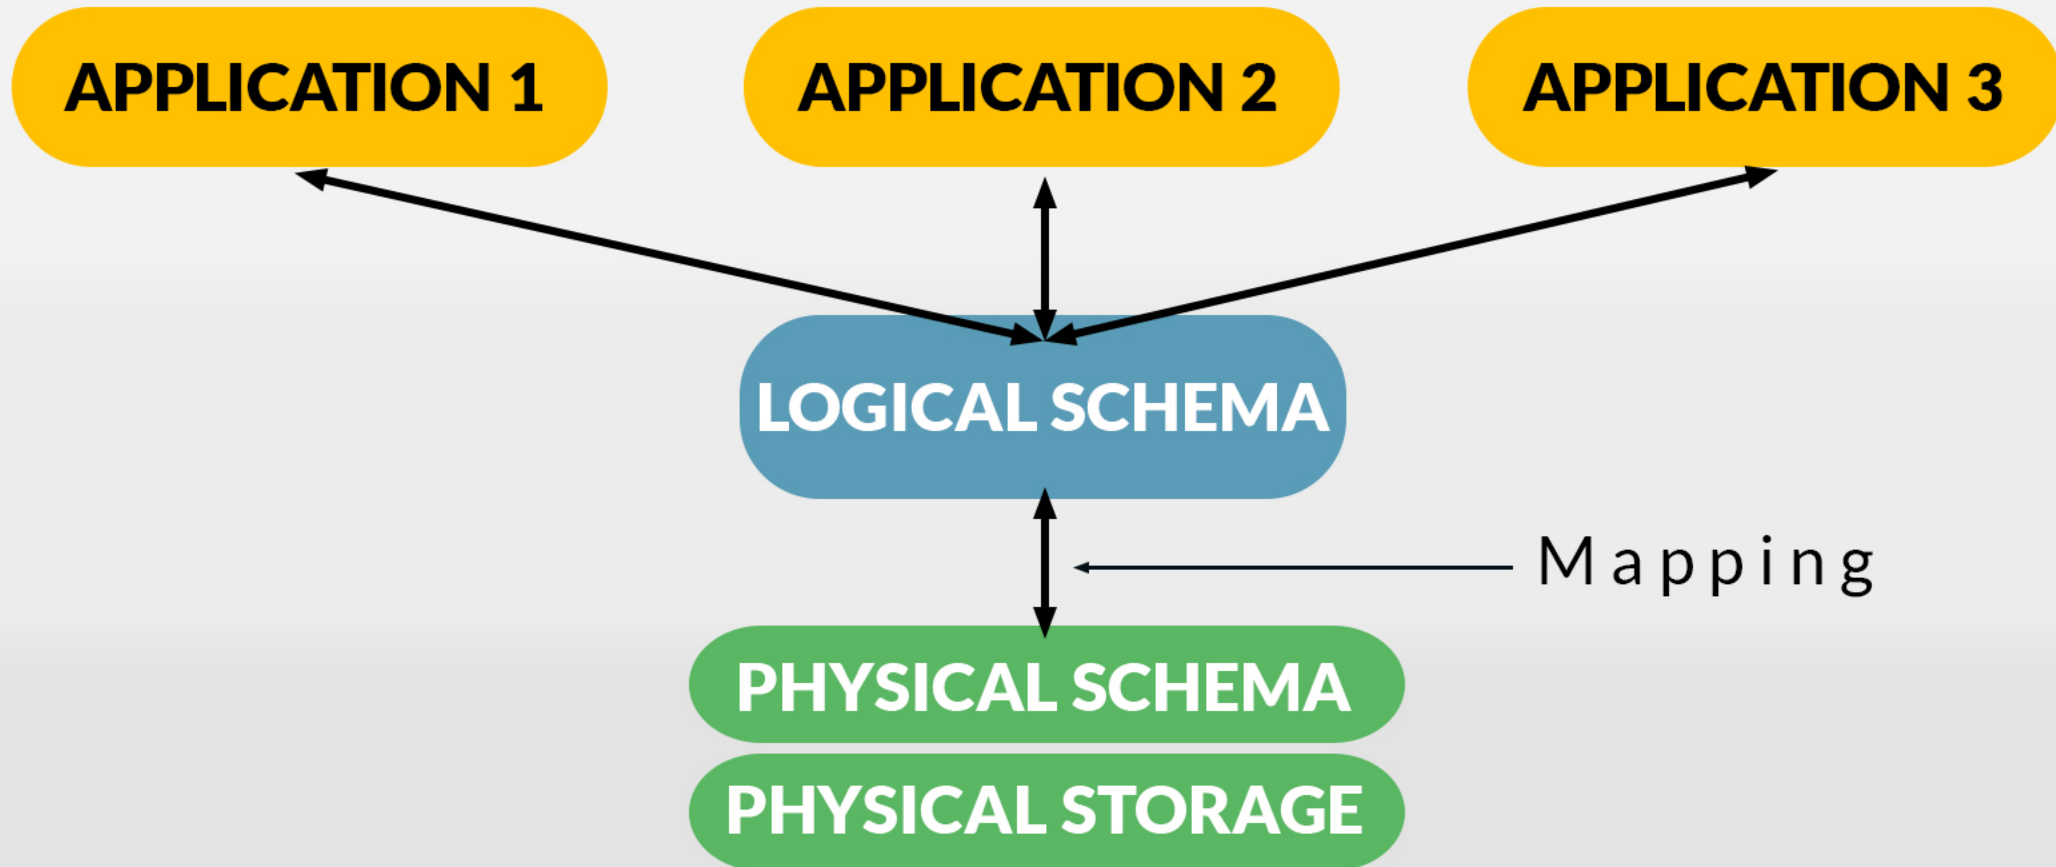 APPLICATION 1
APPLICATION 2
APPLICATION 3
LOGICAL SCHEMA
Mapping
PHYSICAL SCHEMA
PHYSICAL STORAGE